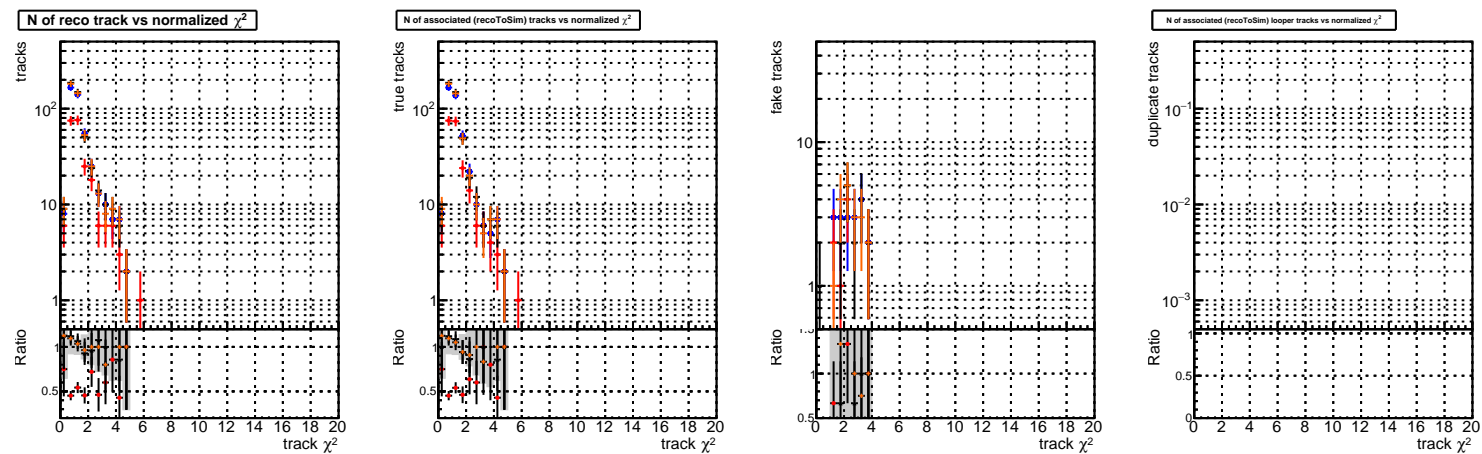 N of reco track vs normalized χ²
tracks
10²
10
1
Ratio
1
0.5
0 2 4 6 8 10 12 14 16 18 20
track χ²
N of associated (recoToSim) tracks vs normalized χ²
true tracks
10²
10
1
Ratio
1
0.5
0 2 4 6 8 10 12 14 16 18 20
track χ²
fake tracks
10
1
Ratio
1.5
1
0.5
0 2 4 6 8 10 12 14 16 18 20
track χ²
N of associated (recoToSim) looper tracks vs normalized χ²
duplicate tracks
10⁻¹
10⁻²
10⁻³
Ratio
1
0.5
0
0 2 4 6 8 10 12 14 16 18 20
track χ²